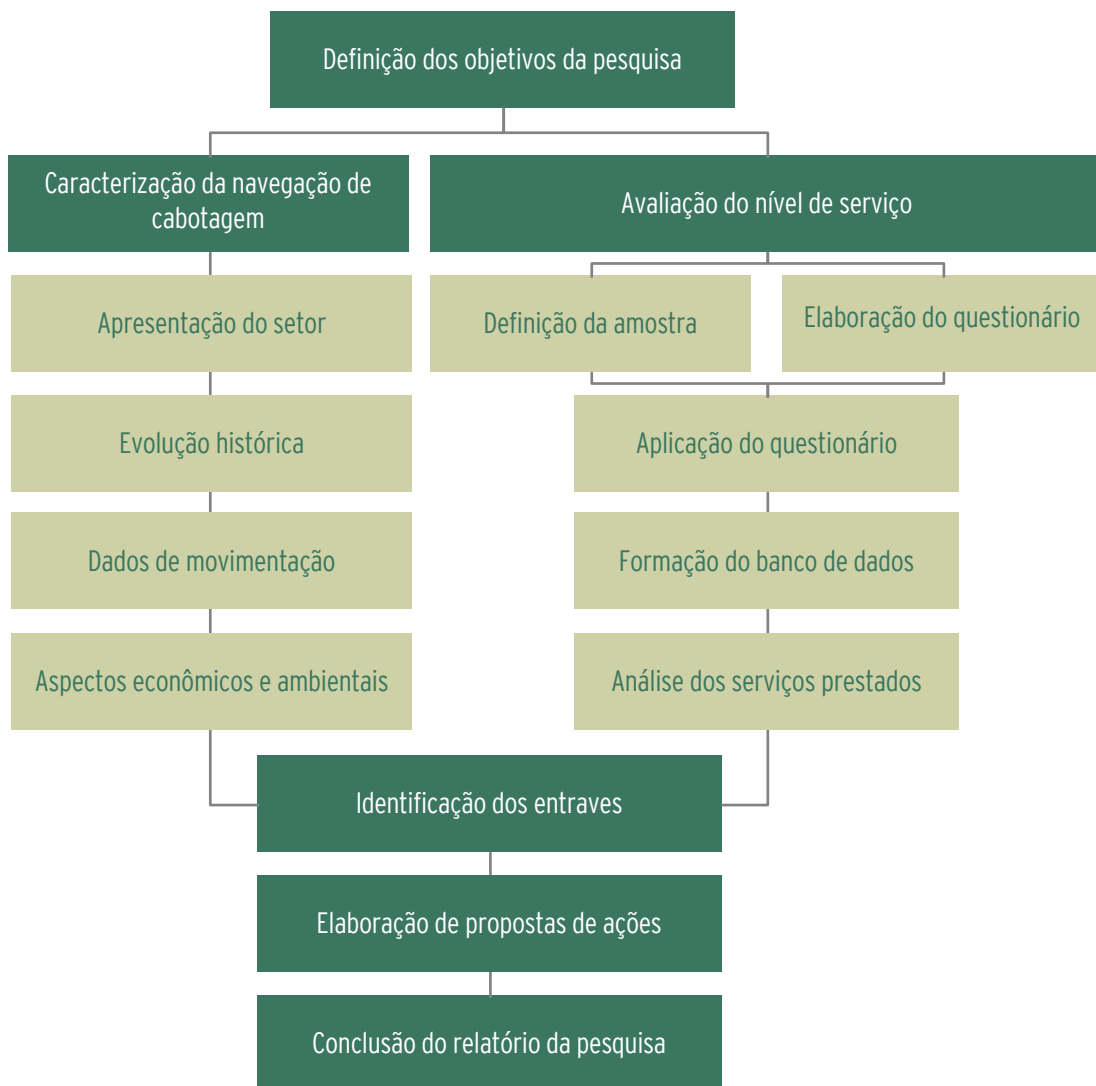 Definição dos objetivos da pesquisa
Caracterização da navegação de
cabotagem
Avaliação do nível de serviço
Apresentação do setor
Definição da amostra
Elaboração do questionário
Evolução histórica
Aplicação do questionário
Dados de movimentação
Formação do banco de dados
Aspectos econômicos e ambientais
Análise dos serviços prestados
Identificação dos entraves
Elaboração de propostas de ações
Conclusão do relatório da pesquisa